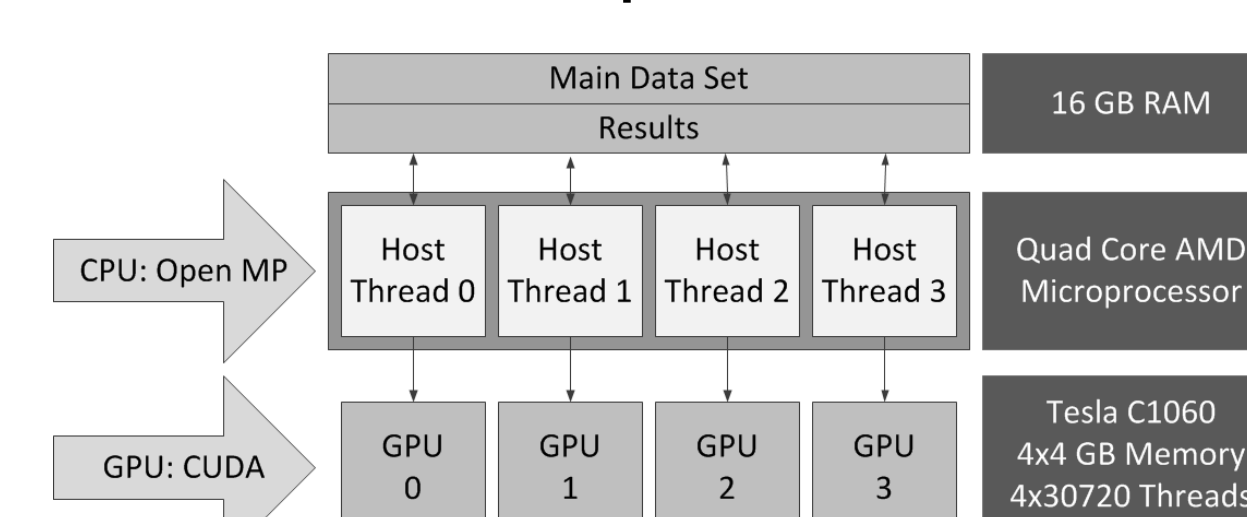 Main Data Set
Results
16 GB RAM
CPU: Open MP
Host
Thread 0
Host
Thread 1
Host
Thread 2
Host
Thread 3
Quad Core AMD
Microprocessor
GPU: CUDA
GPU
0
GPU
1
GPU
2
GPU
3
Tesla C1060
4x4 GB Memory
4x30720 Threads